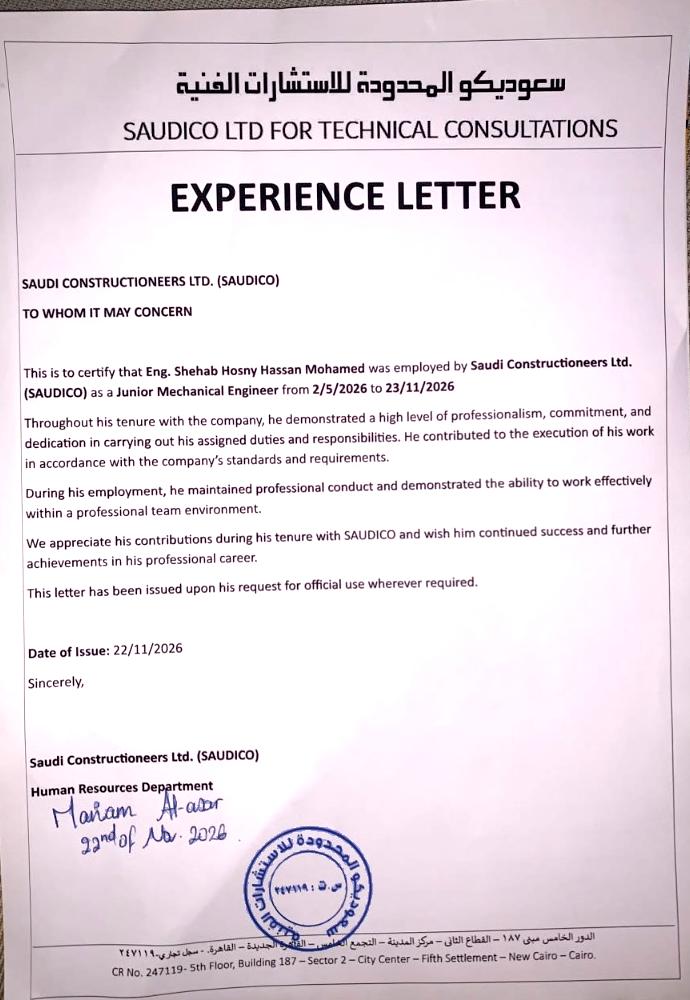 سعوديكو المحدودة للاستشارات الفنية
SAUDICO LTD FOR TECHNICAL CONSULTATIONS
EXPERIENCE LETTER
SAUDI CONSTRUCTIONEERS LTD. (SAUDICO)
TO WHOM IT MAY CONCERN
This is to certify that Eng. Shehab Hosny Hassan Mohamed was employed by Saudi Constructioneers Ltd.
(SAUDICO) as a Junior Mechanical Engineer from 2/5/2026 to 23/11/2026
Throughout his tenure with the company, he demonstrated a high level of professionalism, commitment, and
dedication in carrying out his assigned duties and responsibilities. He contributed to the execution of his work
in accordance with the company's standards and requirements.
During his employment, he maintained professional conduct and demonstrated the ability to work effectively
within a professional team environment.
We appreciate his contributions during his tenure with SAUDICO and wish him continued success and further
achievements in his professional career.
This letter has been issued upon his request for official use wherever required.
Date of Issue: 22/11/2026
Sincerely,
Saudi Constructioneers Ltd. (SAUDICO)
Human Resources Department
Mariam Al-asar
22nd of Nov. 2026
سعوديكو المحدودة للاستشارات الفنية
س.ت : ٢٤٧١١٩
الدور الخامس مبنى ١٨٧ – القطاع الثانى – مركز المدينة – التجمع الخامس – القاهرة الجديدة – القاهرة. - سجل تجاري-٢٤٧١١٩
CR No. 247119- 5th Floor, Building 187 – Sector 2 – City Center – Fifth Settlement – New Cairo – Cairo.